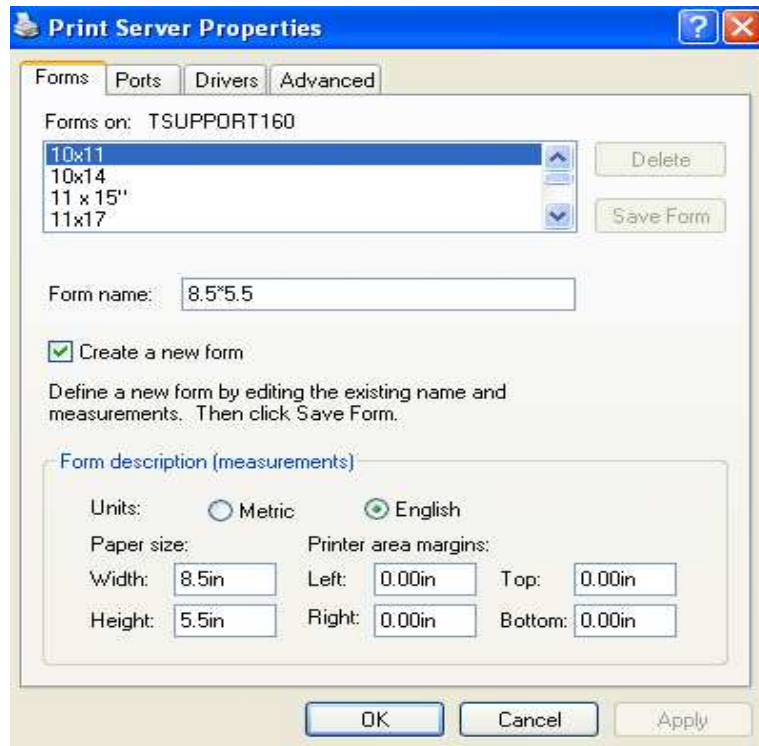 Print Server Properties
Forms Ports Drivers Advanced
Forms on: TSUPPORT160
10x11
10x14
11 x 15"
11x17
Delete
Save Form
Form name: 8.5*5.5
Create a new form
Define a new form by editing the existing name and
measurements. Then click Save Form.
Form description (measurements)
Units: Metric English
Paper size: Printer area margins:
Width: 8.5in Left: 0.00in Top: 0.00in
Height: 5.5in Right: 0.00in Bottom: 0.00in
OK Cancel Apply